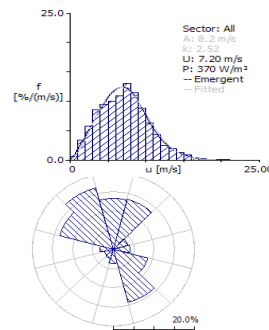 25.0
Sector: All
A: 8.2 m/s
k: 2.52
U: 7.20 m/s
P: 370 W/m²
-- Emergent
-- Fitted
f
[%/(m/s)]
0.0
0 u [m/s] 25.00
20.0%